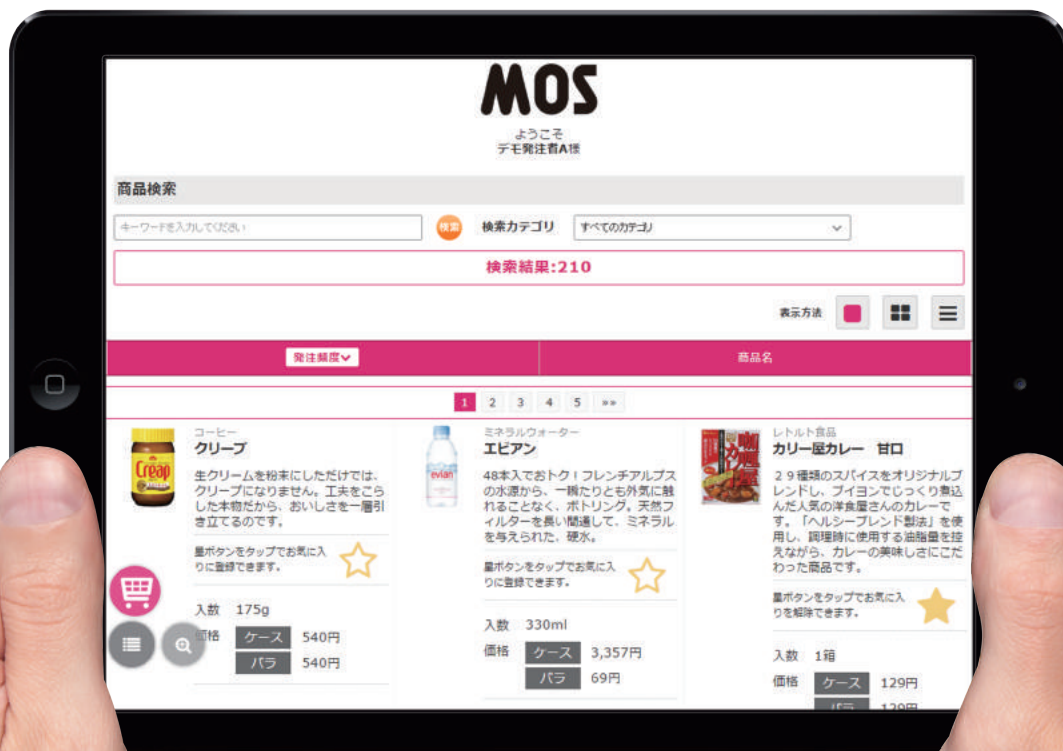 MOS
ようこそ
デモ発注者A様
商品検索
キーワードを入力してください
検索
検索カテゴリ
すべてのカテゴリ
検索結果:210
表示方法
発注頻度
商品名
1 2 3 4 5 »»
コーヒー
クリープ
Creap
生クリームを粉末にしただけでは、
クリープになりません。工夫をこら
した本物だから、おいしさを一層引
き立てるのです。
星ボタンをタップでお気に入
りに登録できます。
入数 175g
価格 ケース 540円
バラ 540円
ミネラルウォーター
エビアン
evian
48本入でおトク！フレンチアルプス
の水源から、一瞬たりとも外気に触
れることなく、ボトリング。天然フ
ィルターを長い間通して、ミネラル
を与えられた、硬水。
星ボタンをタップでお気に入
りに登録できます。
入数 330ml
価格 ケース 3,357円
バラ 69円
レトルト食品
カリー屋カレー 甘口
咖喱屋
カレー
２９種類のスパイスをオリジナルブ
レンドし、ブイヨンでじっくり煮込
んだ人気の洋食屋さんのカレーで
す。「ヘルシーブレンド製法」を使
用し、調理時に使用する油脂量を控
えながら、カレーの美味しさにこだ
わった商品です。
星ボタンをタップでお気に入
りを解除できます。
入数 1箱
価格 ケース 129円
バラ 129円